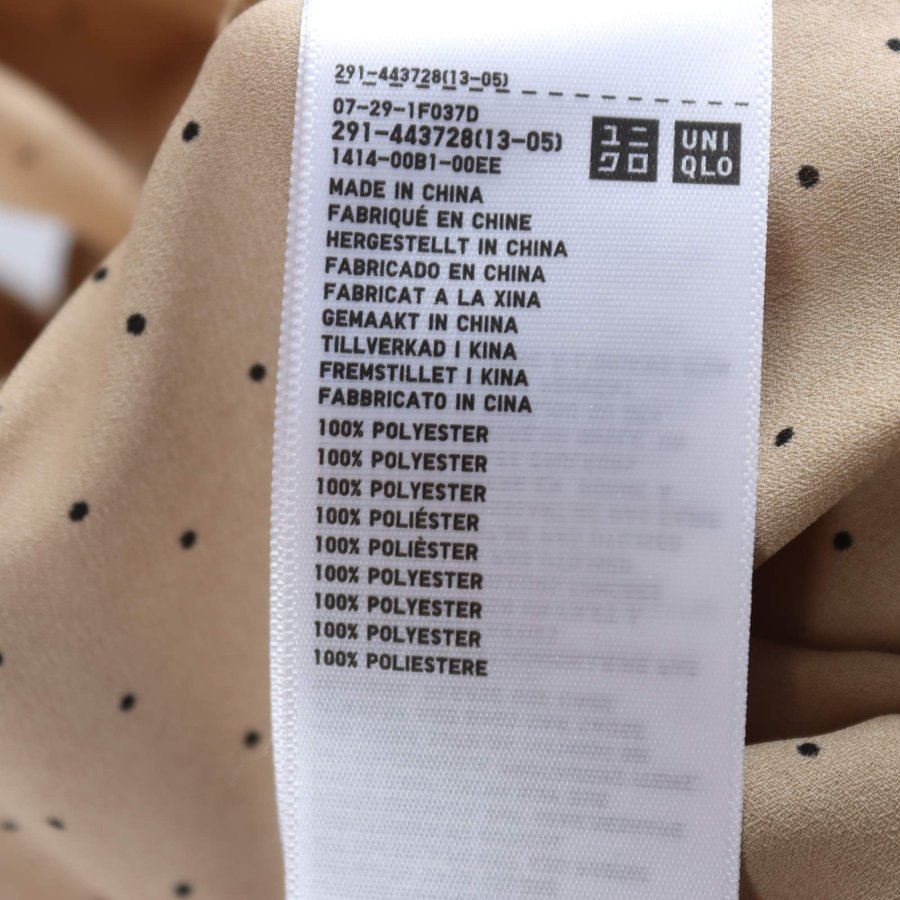 291-443728(13-05)
07-29-1F037D
291-443728(13-05)
1414-00B1-00EE
ユニ
クロ
UNI
QLO
MADE IN CHINA
FABRIQUÉ EN CHINE
HERGESTELLT IN CHINA
FABRICADO EN CHINA
FABRICAT A LA XINA
GEMAAKT IN CHINA
TILLVERKAD I KINA
FREMSTILLET I KINA
FABBRICATO IN CINA
100% POLYESTER
100% POLYESTER
100% POLYESTER
100% POLIÉSTER
100% POLIÈSTER
100% POLYESTER
100% POLYESTER
100% POLYESTER
100% POLIESTERE